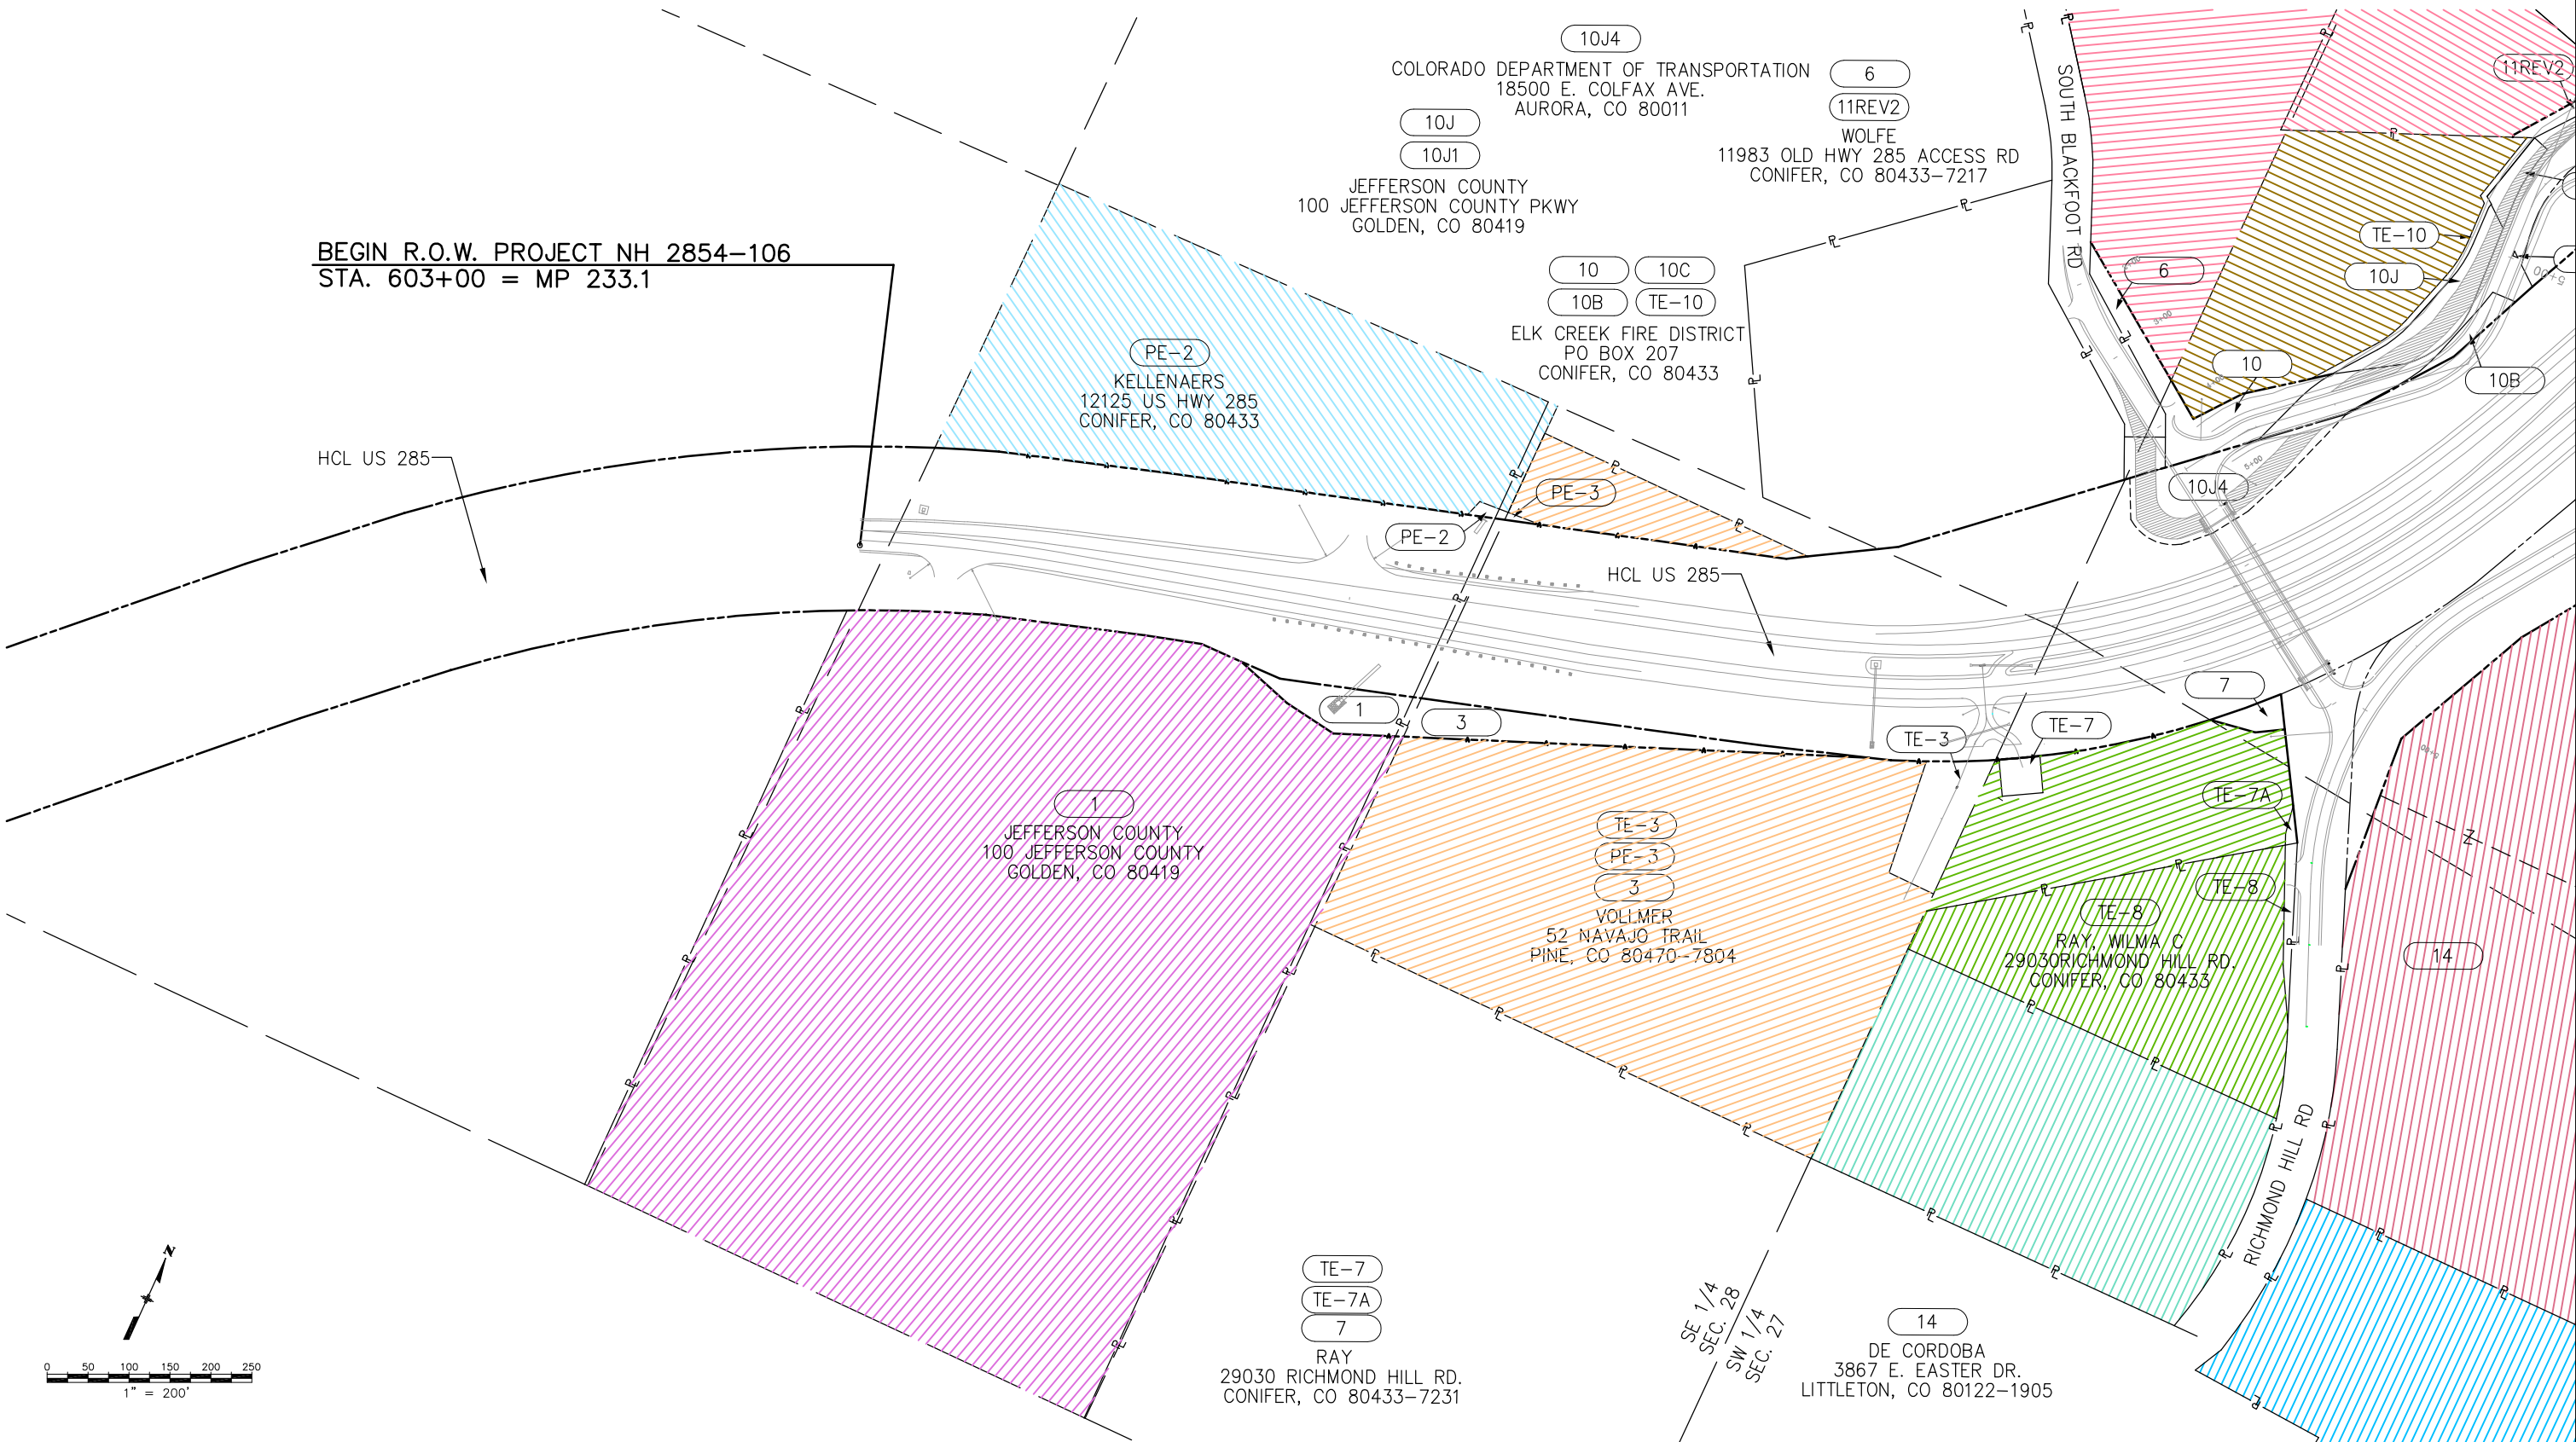 10J4
COLORADO DEPARTMENT OF TRANSPORTATION
18500 E. COLFAX AVE.
AURORA, CO 80011
6
11REV2
WOLFE
11983 OLD HWY 285 ACCESS RD
CONIFER, CO 80433-7217
10J
10J1
JEFFERSON COUNTY
100 JEFFERSON COUNTY PKWY
GOLDEN, CO 80419
10 10C
10B TE-10
ELK CREEK FIRE DISTRICT
PO BOX 207
CONIFER, CO 80433
SOUTH BLACKFOOT RD
11REV2
TE-10
10J
6
10
10B
10J4
5+00
3+00
4+00
5+00
BEGIN R.O.W. PROJECT NH 2854-106
STA. 603+00 = MP 233.1
HCL US 285
PE-2
KELLENAERS
12125 US HWY 285
CONIFER, CO 80433
PE-3
PE-2
HCL US 285
1
3
TE-3
TE-7
7
TE-7A
TE-8
1
JEFFERSON COUNTY
100 JEFFERSON COUNTY
GOLDEN, CO 80419
TE-3
PE-3
3
VOLLMER
52 NAVAJO TRAIL
PINE, CO 80470-7804
TE-8
RAY, WILMA C
29030RICHMOND HILL RD.
CONIFER, CO 80433
14
Z
RICHMOND HILL RD
SE 1/4
SEC. 28
SW 1/4
SEC. 27
TE-7
TE-7A
7
RAY
29030 RICHMOND HILL RD.
CONIFER, CO 80433-7231
14
DE CORDOBA
3867 E. EASTER DR.
LITTLETON, CO 80122-1905
N
0 50 100 150 200 250
1" = 200'